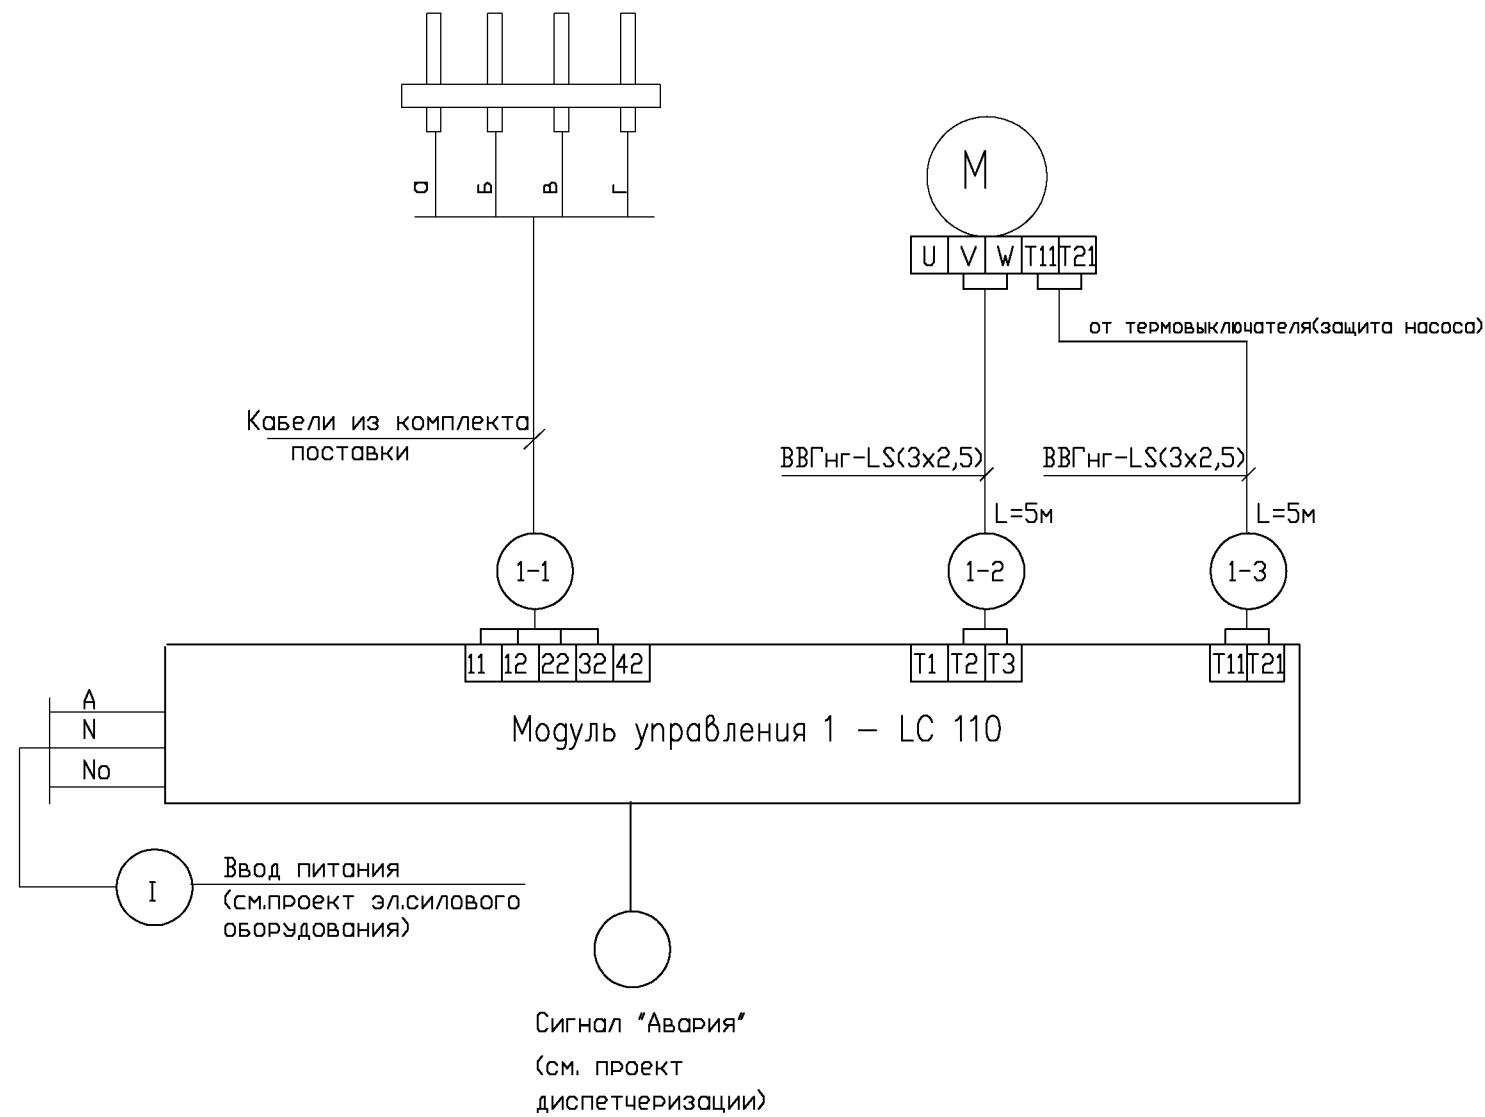 а б в г
М
U V W T11 T21
от термовыключателя(защита насоса)
Кабели из комплекта
поставки
ВВГнг-LS(3x2,5) ВВГнг-LS(3x2,5)
L=5м L=5м
1-1 1-2 1-3
11 12 22 32 42 T1 T2 T3 T11 T21
A
N
No
Модуль управления 1 – LC 110
I
Ввод питания
(см.проект эл.силового
оборудования)
Сигнал "Авария"
(см. проект
диспетчеризации)